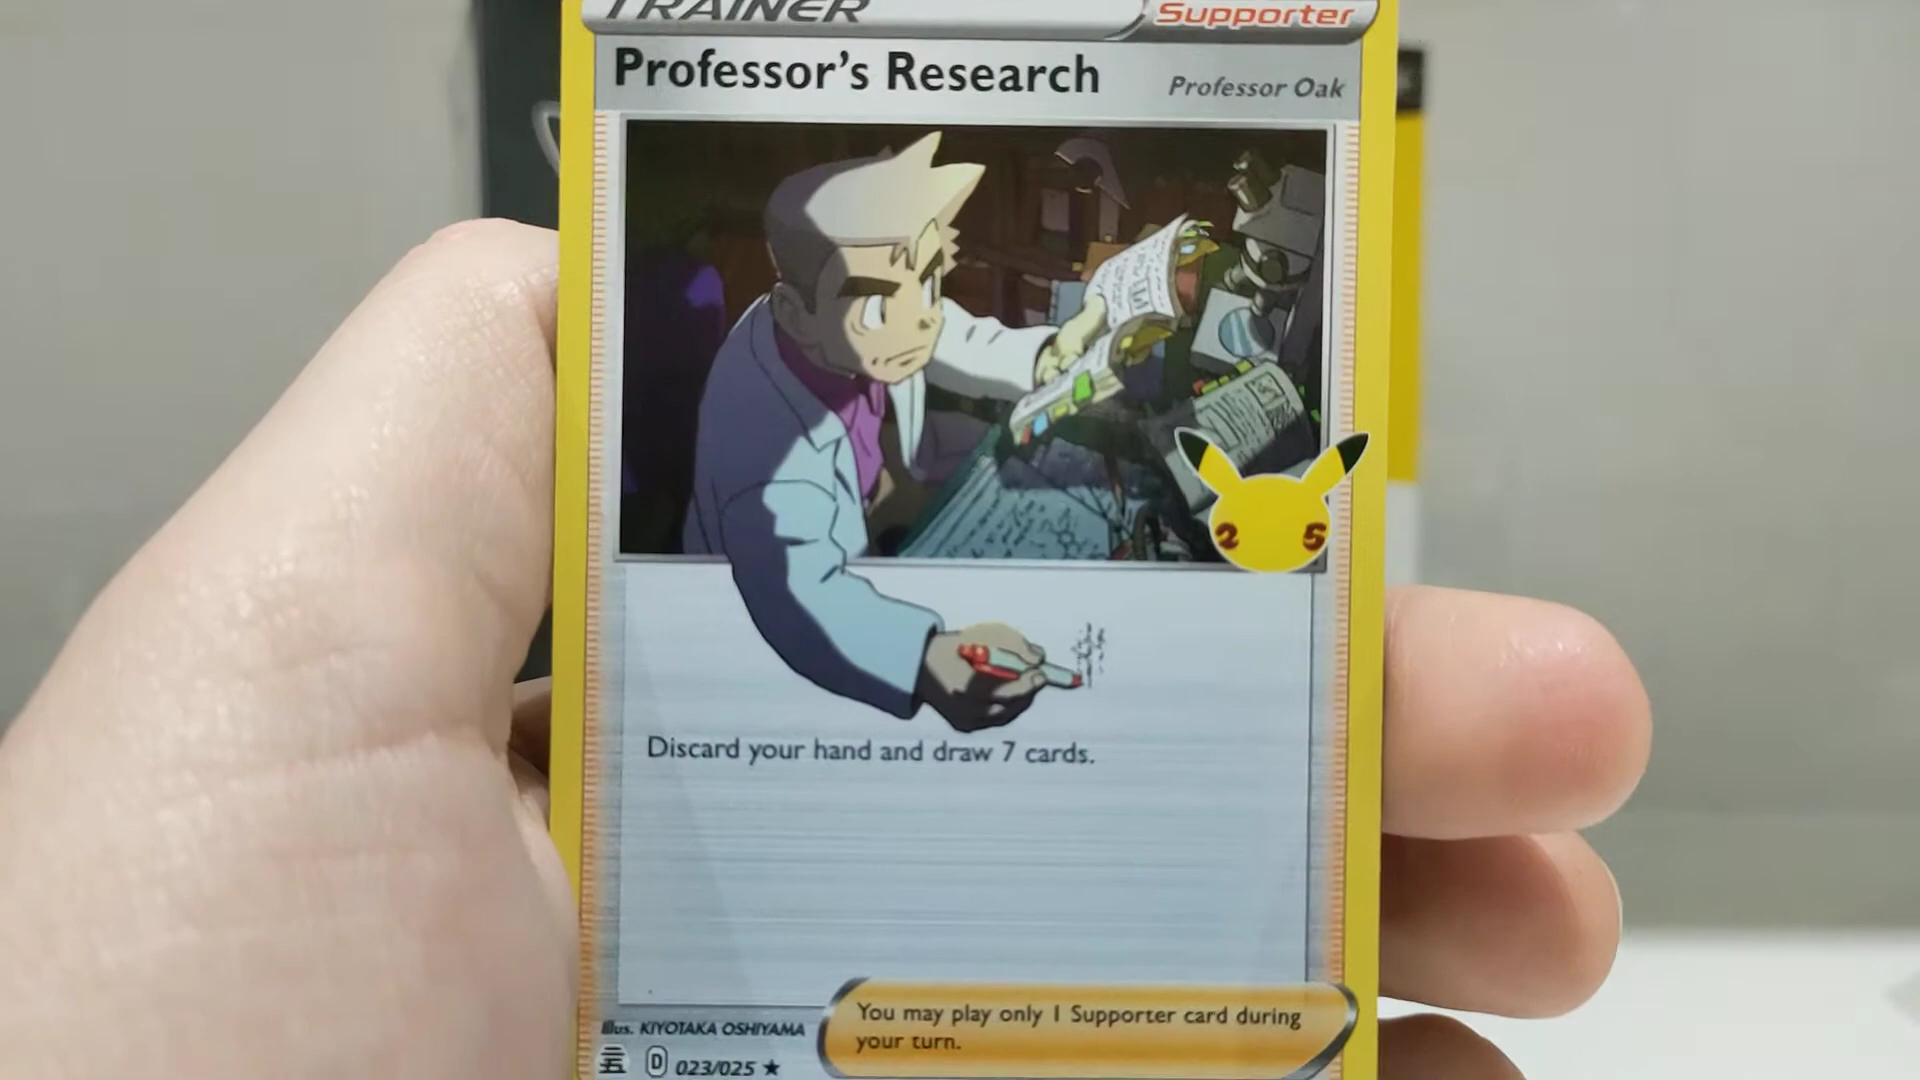 TRAINER
Supporter
Professor's Research
Professor Oak
2 5
Discard your hand and draw 7 cards.
You may play only 1 Supporter card during
your turn.
Illus. KIYOTAKA OSHIYAMA
D 023/025 ★